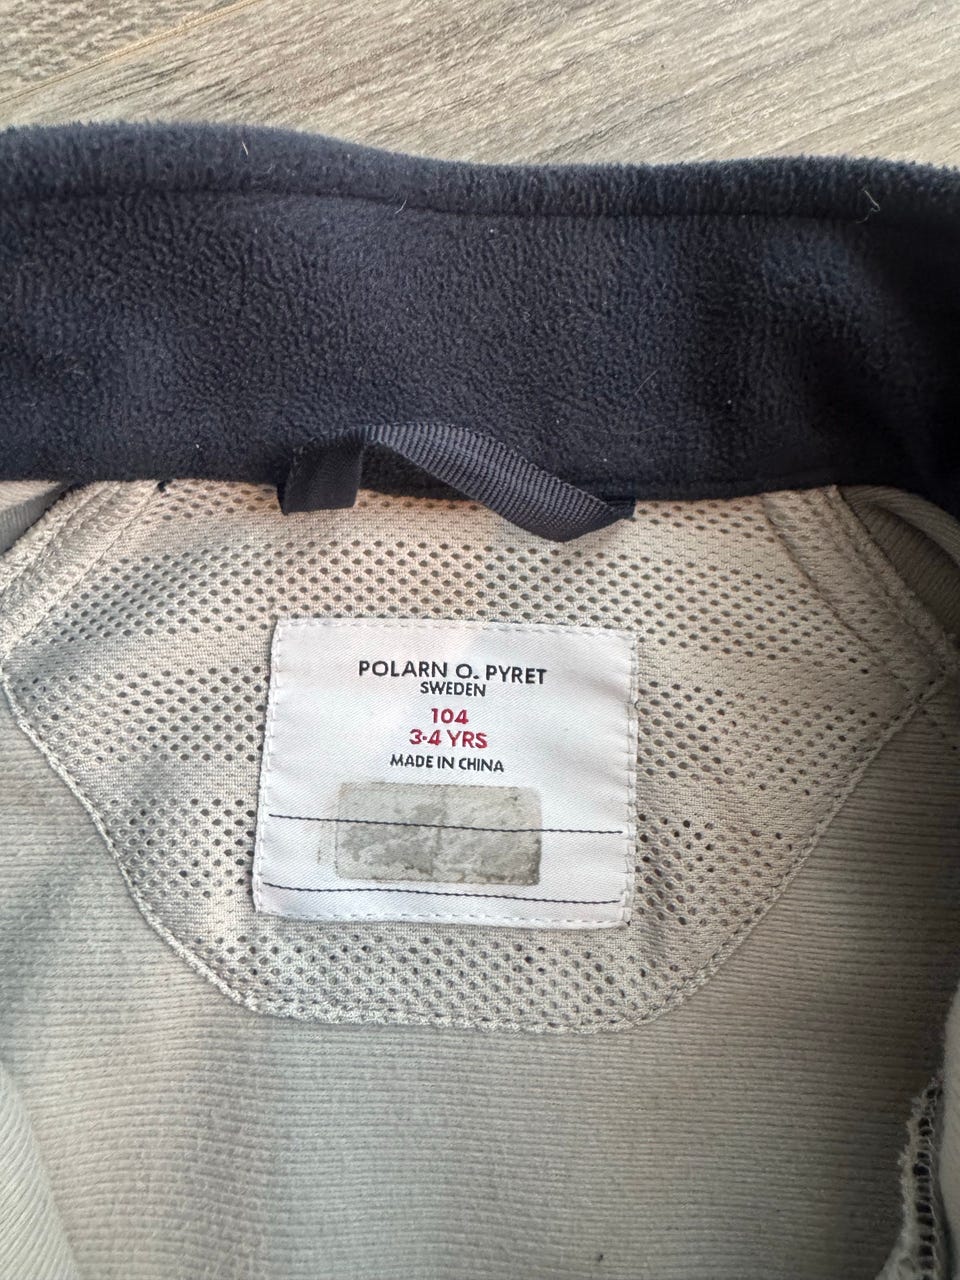 POLARN O. PYRET
SWEDEN
104
3-4 YRS
MADE IN CHINA